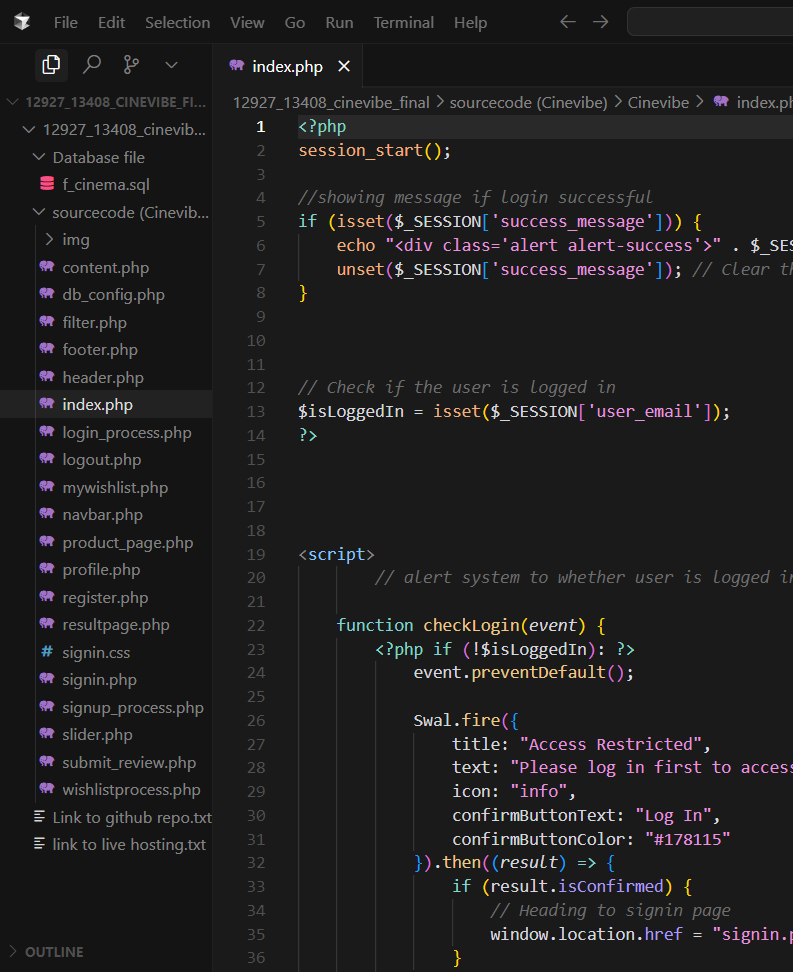 File Edit Selection View Go Run Terminal Help
index.php
12927_13408_CINEVIBE_FI...
12927_13408_cinevib...
Database file
f_cinema.sql
sourcecode (Cinevib...
img
content.php
db_config.php
filter.php
footer.php
header.php
index.php
login_process.php
logout.php
mywishlist.php
navbar.php
product_page.php
profile.php
register.php
resultpage.php
# signin.css
signin.php
signup_process.php
slider.php
submit_review.php
wishlistprocess.php
Link to github repo.txt
link to live hosting.txt
OUTLINE
12927_13408_cinevibe_final > sourcecode (Cinevibe) > Cinevibe > index.ph
1 <?php
2 session_start();
3
4 //showing message if login successful
5 if (isset($_SESSION['success_message'])) {
6 echo "<div class='alert alert-success'>" . $_SES
7 unset($_SESSION['success_message']); // Clear th
8 }
9
10
11
12 // Check if the user is logged in
13 $isLoggedIn = isset($_SESSION['user_email']);
14 ?>
15
16
17
18
19 <script>
20 // alert system to whether user is logged in
21
22 function checkLogin(event) {
23 <?php if (!$isLoggedIn): ?>
24 event.preventDefault();
25
26 Swal.fire({
27 title: "Access Restricted",
28 text: "Please log in first to access
29 icon: "info",
30 confirmButtonText: "Log In",
31 confirmButtonColor: "#178115"
32 }).then((result) => {
33 if (result.isConfirmed) {
34 // Heading to signin page
35 window.location.href = "signin.p
36 }